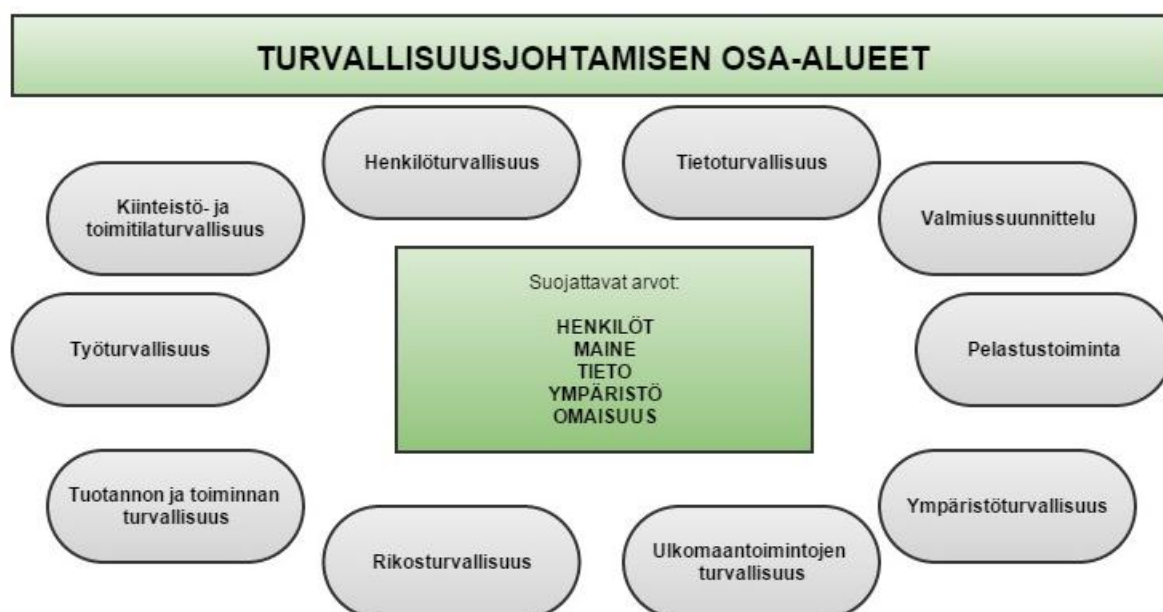 TURVALLISUUSJOHTAMISEN OSA-ALUEET
Henkilöturvallisuus
Tietoturvallisuus
Kiinteistö- ja
toimitilaturvallisuus
Valmiussuunnittelu
Suojattavat arvot:
HENKILÖT
MAINE
TIETO
YMPÄRISTÖ
OMAISUUS
Työturvallisuus
Pelastustoiminta
Tuotannon ja toiminnan
turvallisuus
Ympäristöturvallisuus
Rikosturvallisuus
Ulkomaantoimintojen
turvallisuus